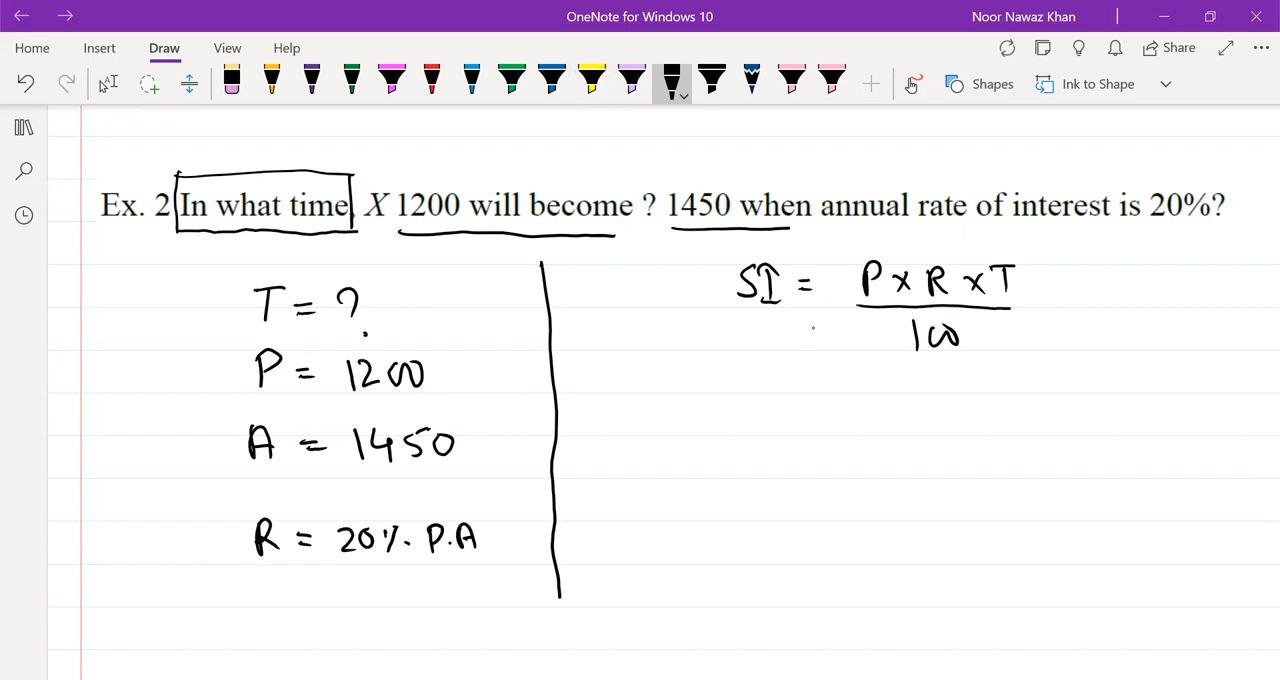 OneNote for Windows 10
Noor Nawaz Khan
Home Insert Draw View Help
Share
Shapes
Ink to Shape
Ex. 2 In what time, X 1200 will become ? 1450 when annual rate of interest is 20%?
T = ?
P = 1200
A = 1450
R = 20%. P.A
SI = P x R x T
100